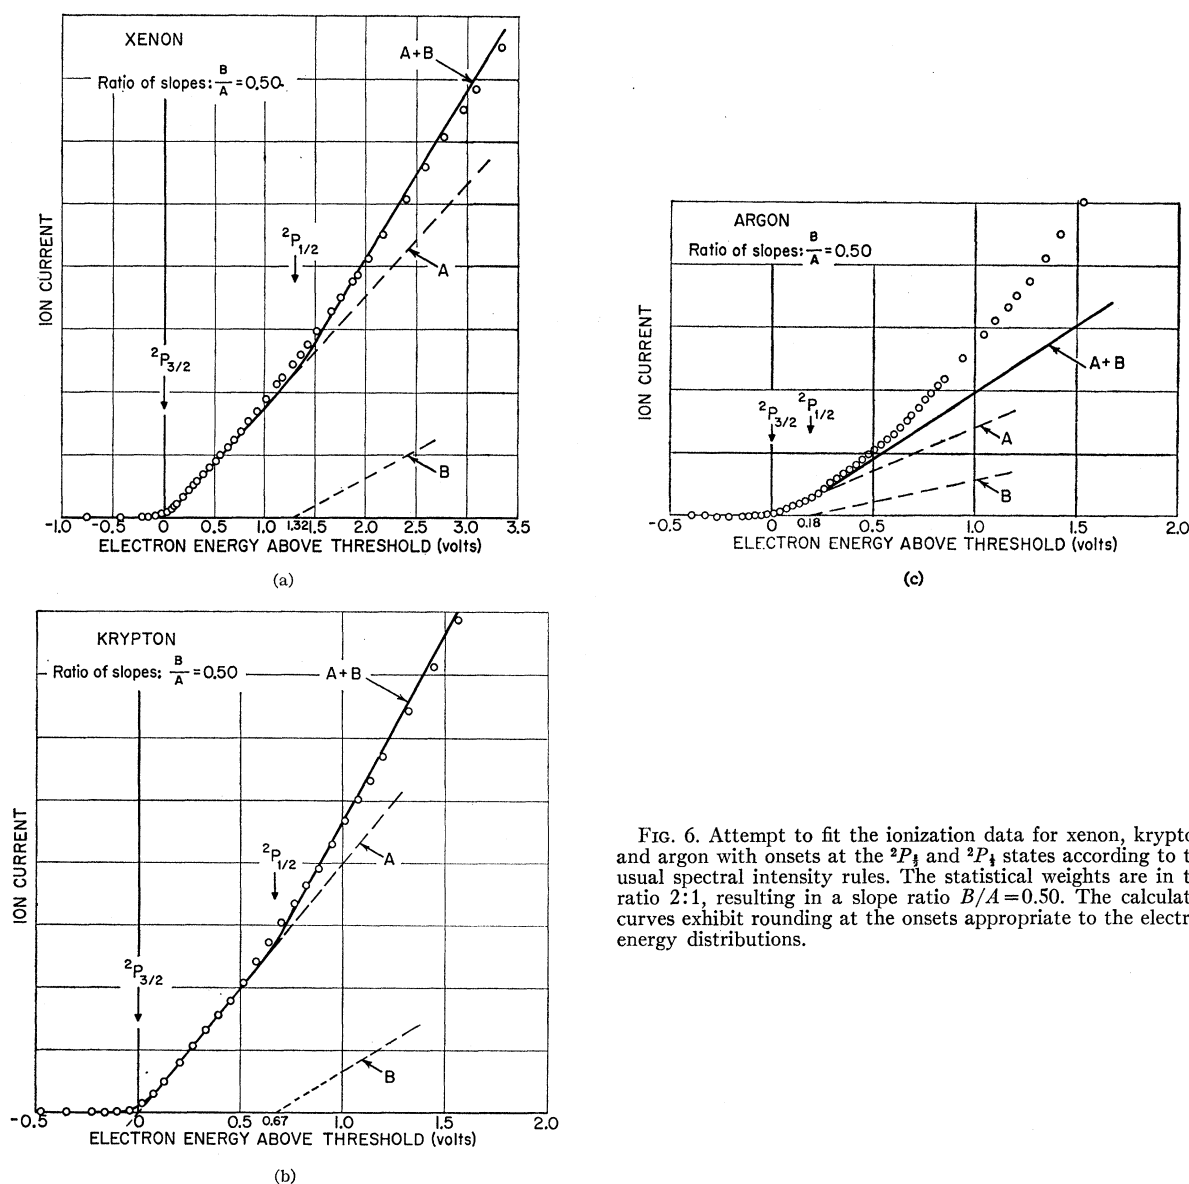 XENON
Ratio of slopes: B/A = 0.50
A+B
²P₁/₂
A
²P₃/₂
B
ION CURRENT
-1.0 -0.5 0 0.5 1.0 1.32 1.5 2.0 2.5 3.0 3.5
ELECTRON ENERGY ABOVE THRESHOLD (volts)
(a)
ARGON
Ratio of slopes: B/A = 0.50
A+B
²P₃/₂ ²P₁/₂
A
B
ION CURRENT
-0.5 0 0.18 0.5 1.0 1.5 2.0
ELECTRON ENERGY ABOVE THRESHOLD (volts)
(c)
KRYPTON
Ratio of slopes; B/A = 0.50
A+B
²P₁/₂
A
²P₃/₂
B
ION CURRENT
-0.5 0 0.5 0.67 1.0 1.5 2.0
ELECTRON ENERGY ABOVE THRESHOLD (volts)
(b)
FIG. 6. Attempt to fit the ionization data for xenon, krypto
and argon with onsets at the ²P₃/₂ and ²P₁/₂ states according to t
usual spectral intensity rules. The statistical weights are in t
ratio 2:1, resulting in a slope ratio B/A=0.50. The calculat
curves exhibit rounding at the onsets appropriate to the electr
energy distributions.